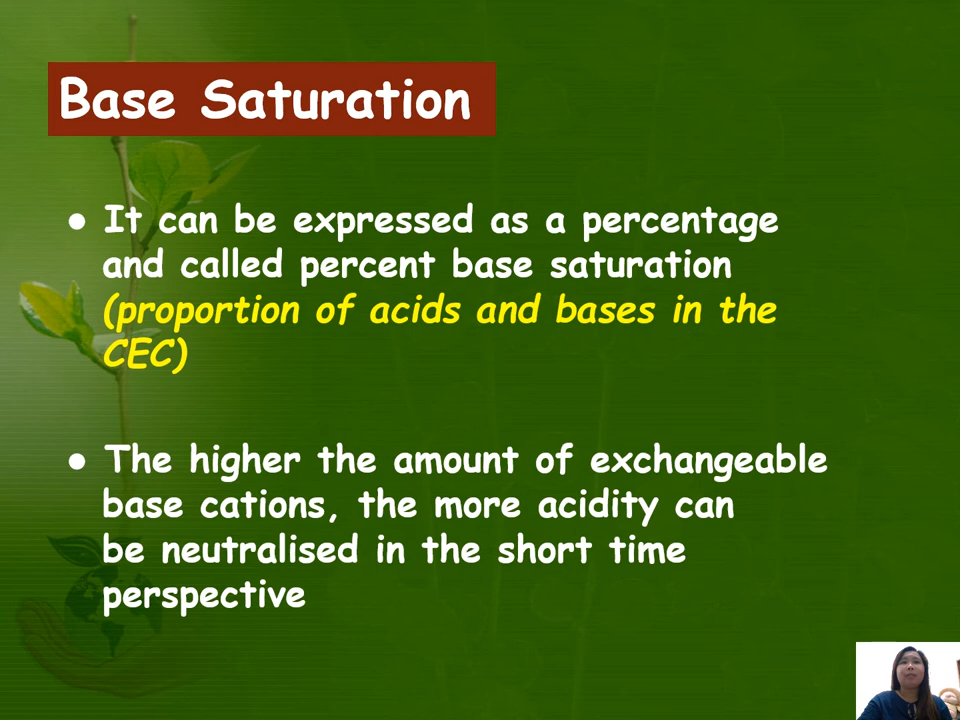 Base Saturation
● It can be expressed as a percentage
and called percent base saturation
(proportion of acids and bases in the
CEC)
● The higher the amount of exchangeable
base cations, the more acidity can
be neutralised in the short time
perspective